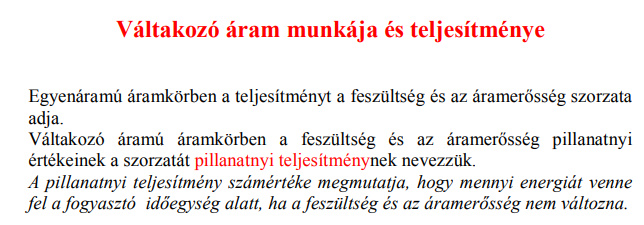 Váltakozó áram munkája és teljesítménye
Egyenáramú áramkörben a teljesítményt a feszültség és az áramerősség szorzata
adja.
Váltakozó áramú áramkörben a feszültség és az áramerősség pillanatnyi
értékeinek a szorzatát pillanatnyi teljesítménynek nevezzük.
A pillanatnyi teljesítmény számértéke megmutatja, hogy mennyi energiát venne
fel a fogyasztó időegység alatt, ha a feszültség és az áramerősség nem változna.